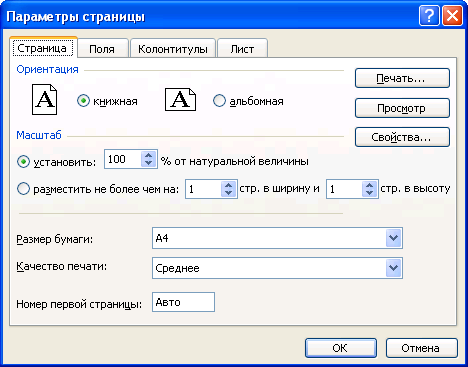 Параметры страницы
Страница Поля Колонтитулы Лист
Ориентация
A книжная A альбомная
Печать...
Просмотр
Свойства...
Масштаб
установить: 100 % от натуральной величины
разместить не более чем на: 1 стр. в ширину и 1 стр. в высоту
Размер бумаги: A4
Качество печати: Среднее
Номер первой страницы: Авто
OK Отмена